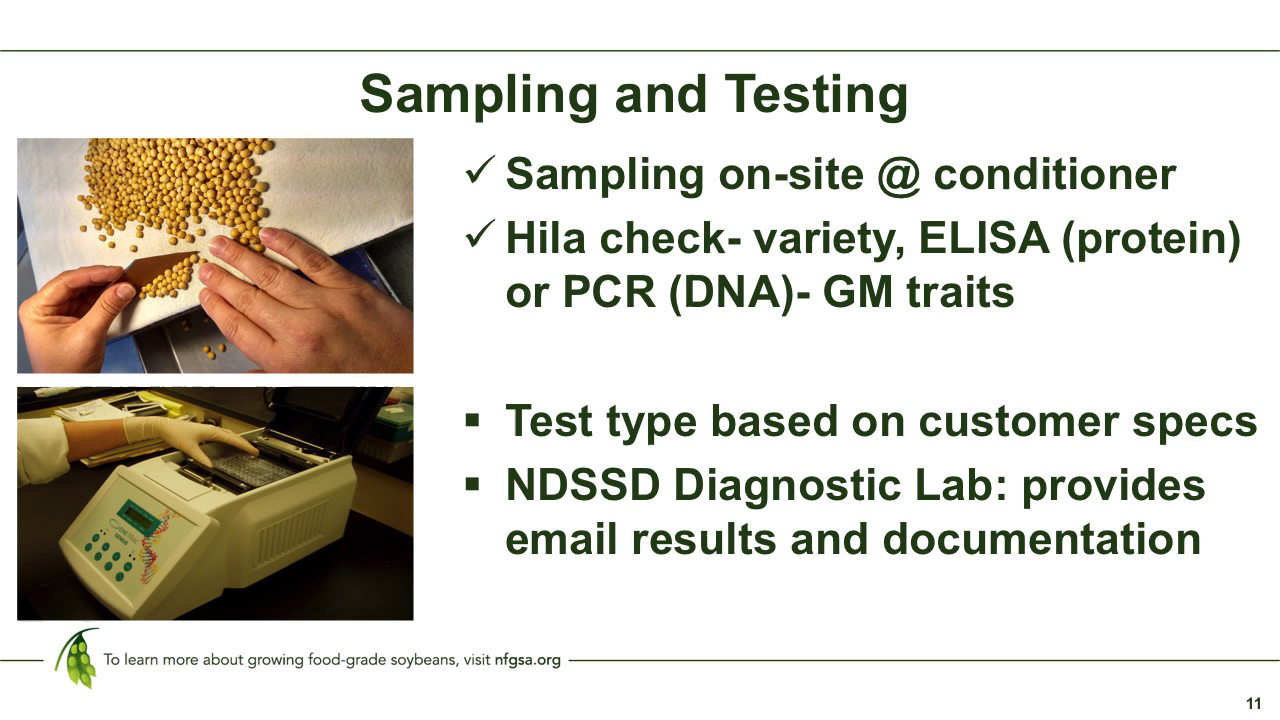 Sampling and Testing
✓ Sampling on-site @ conditioner
✓ Hila check- variety, ELISA (protein)
or PCR (DNA)- GM traits
▪ Test type based on customer specs
▪ NDSSD Diagnostic Lab: provides
email results and documentation
To learn more about growing food-grade soybeans, visit nfgsa.org
11